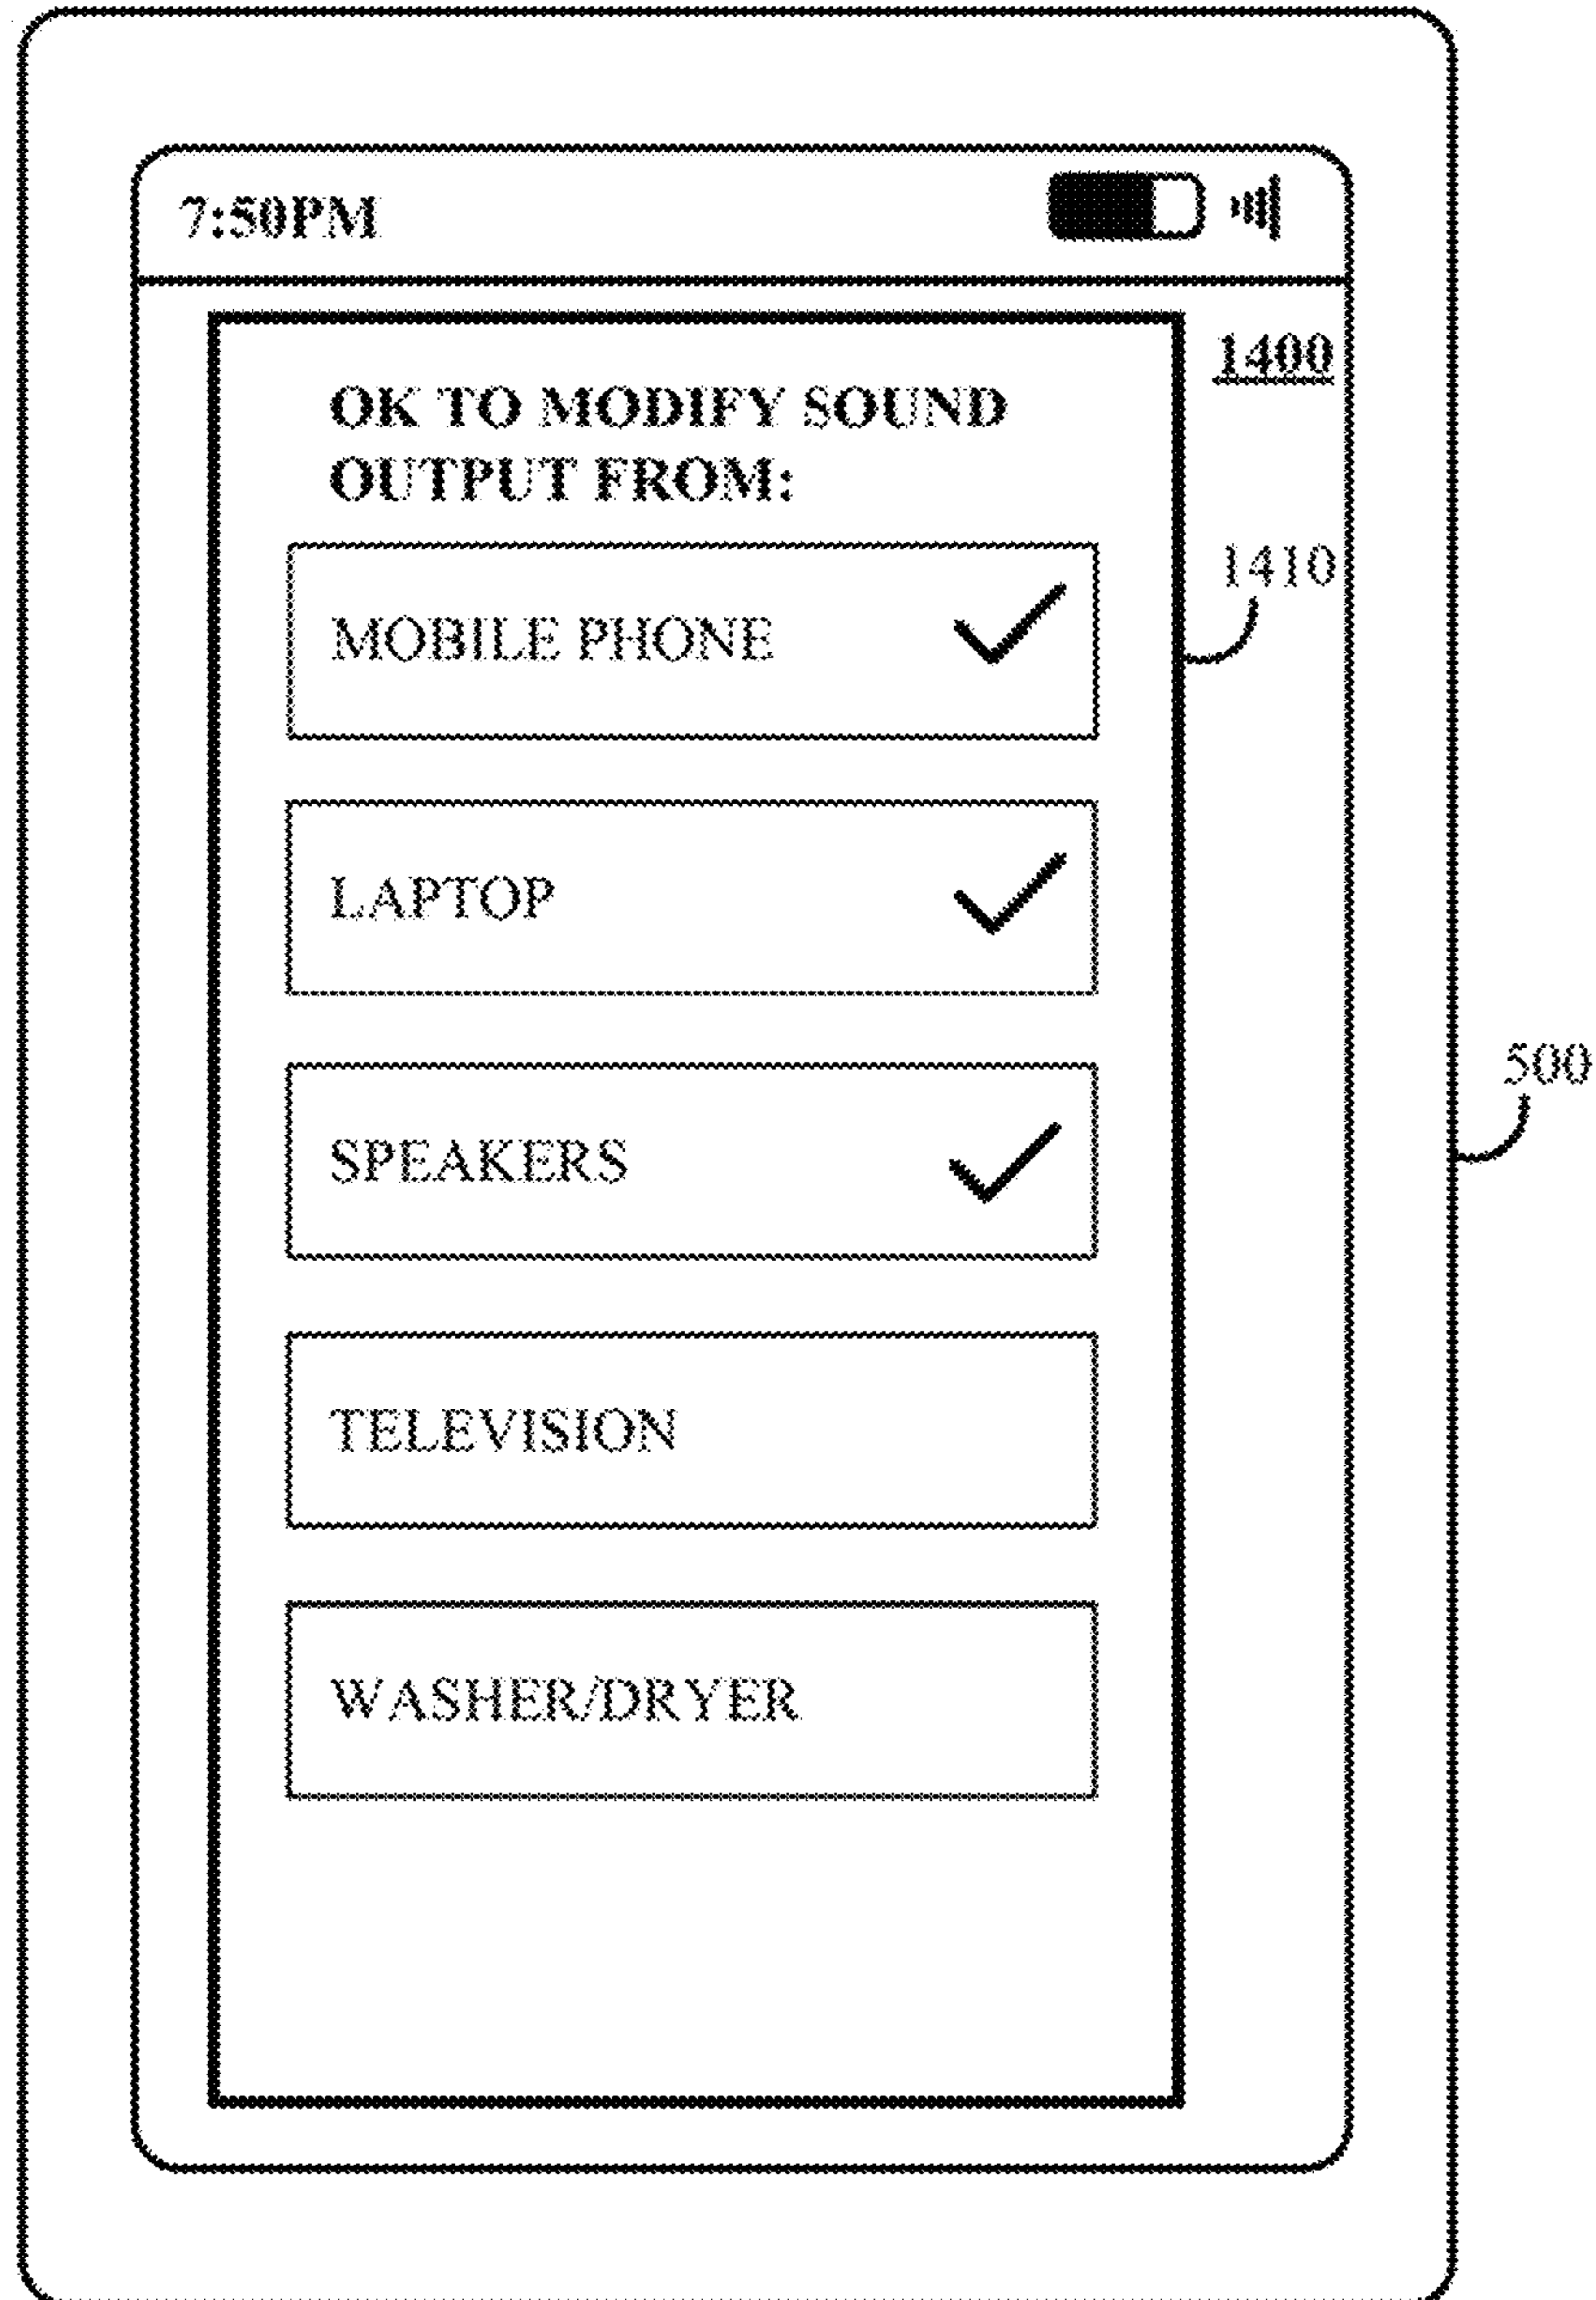 7:50PM
1400
OK TO MODIFY SOUND
OUTPUT FROM:
1410
MOBILE PHONE
LAPTOP
500
SPEAKERS
TELEVISION
WASHER/DRYER